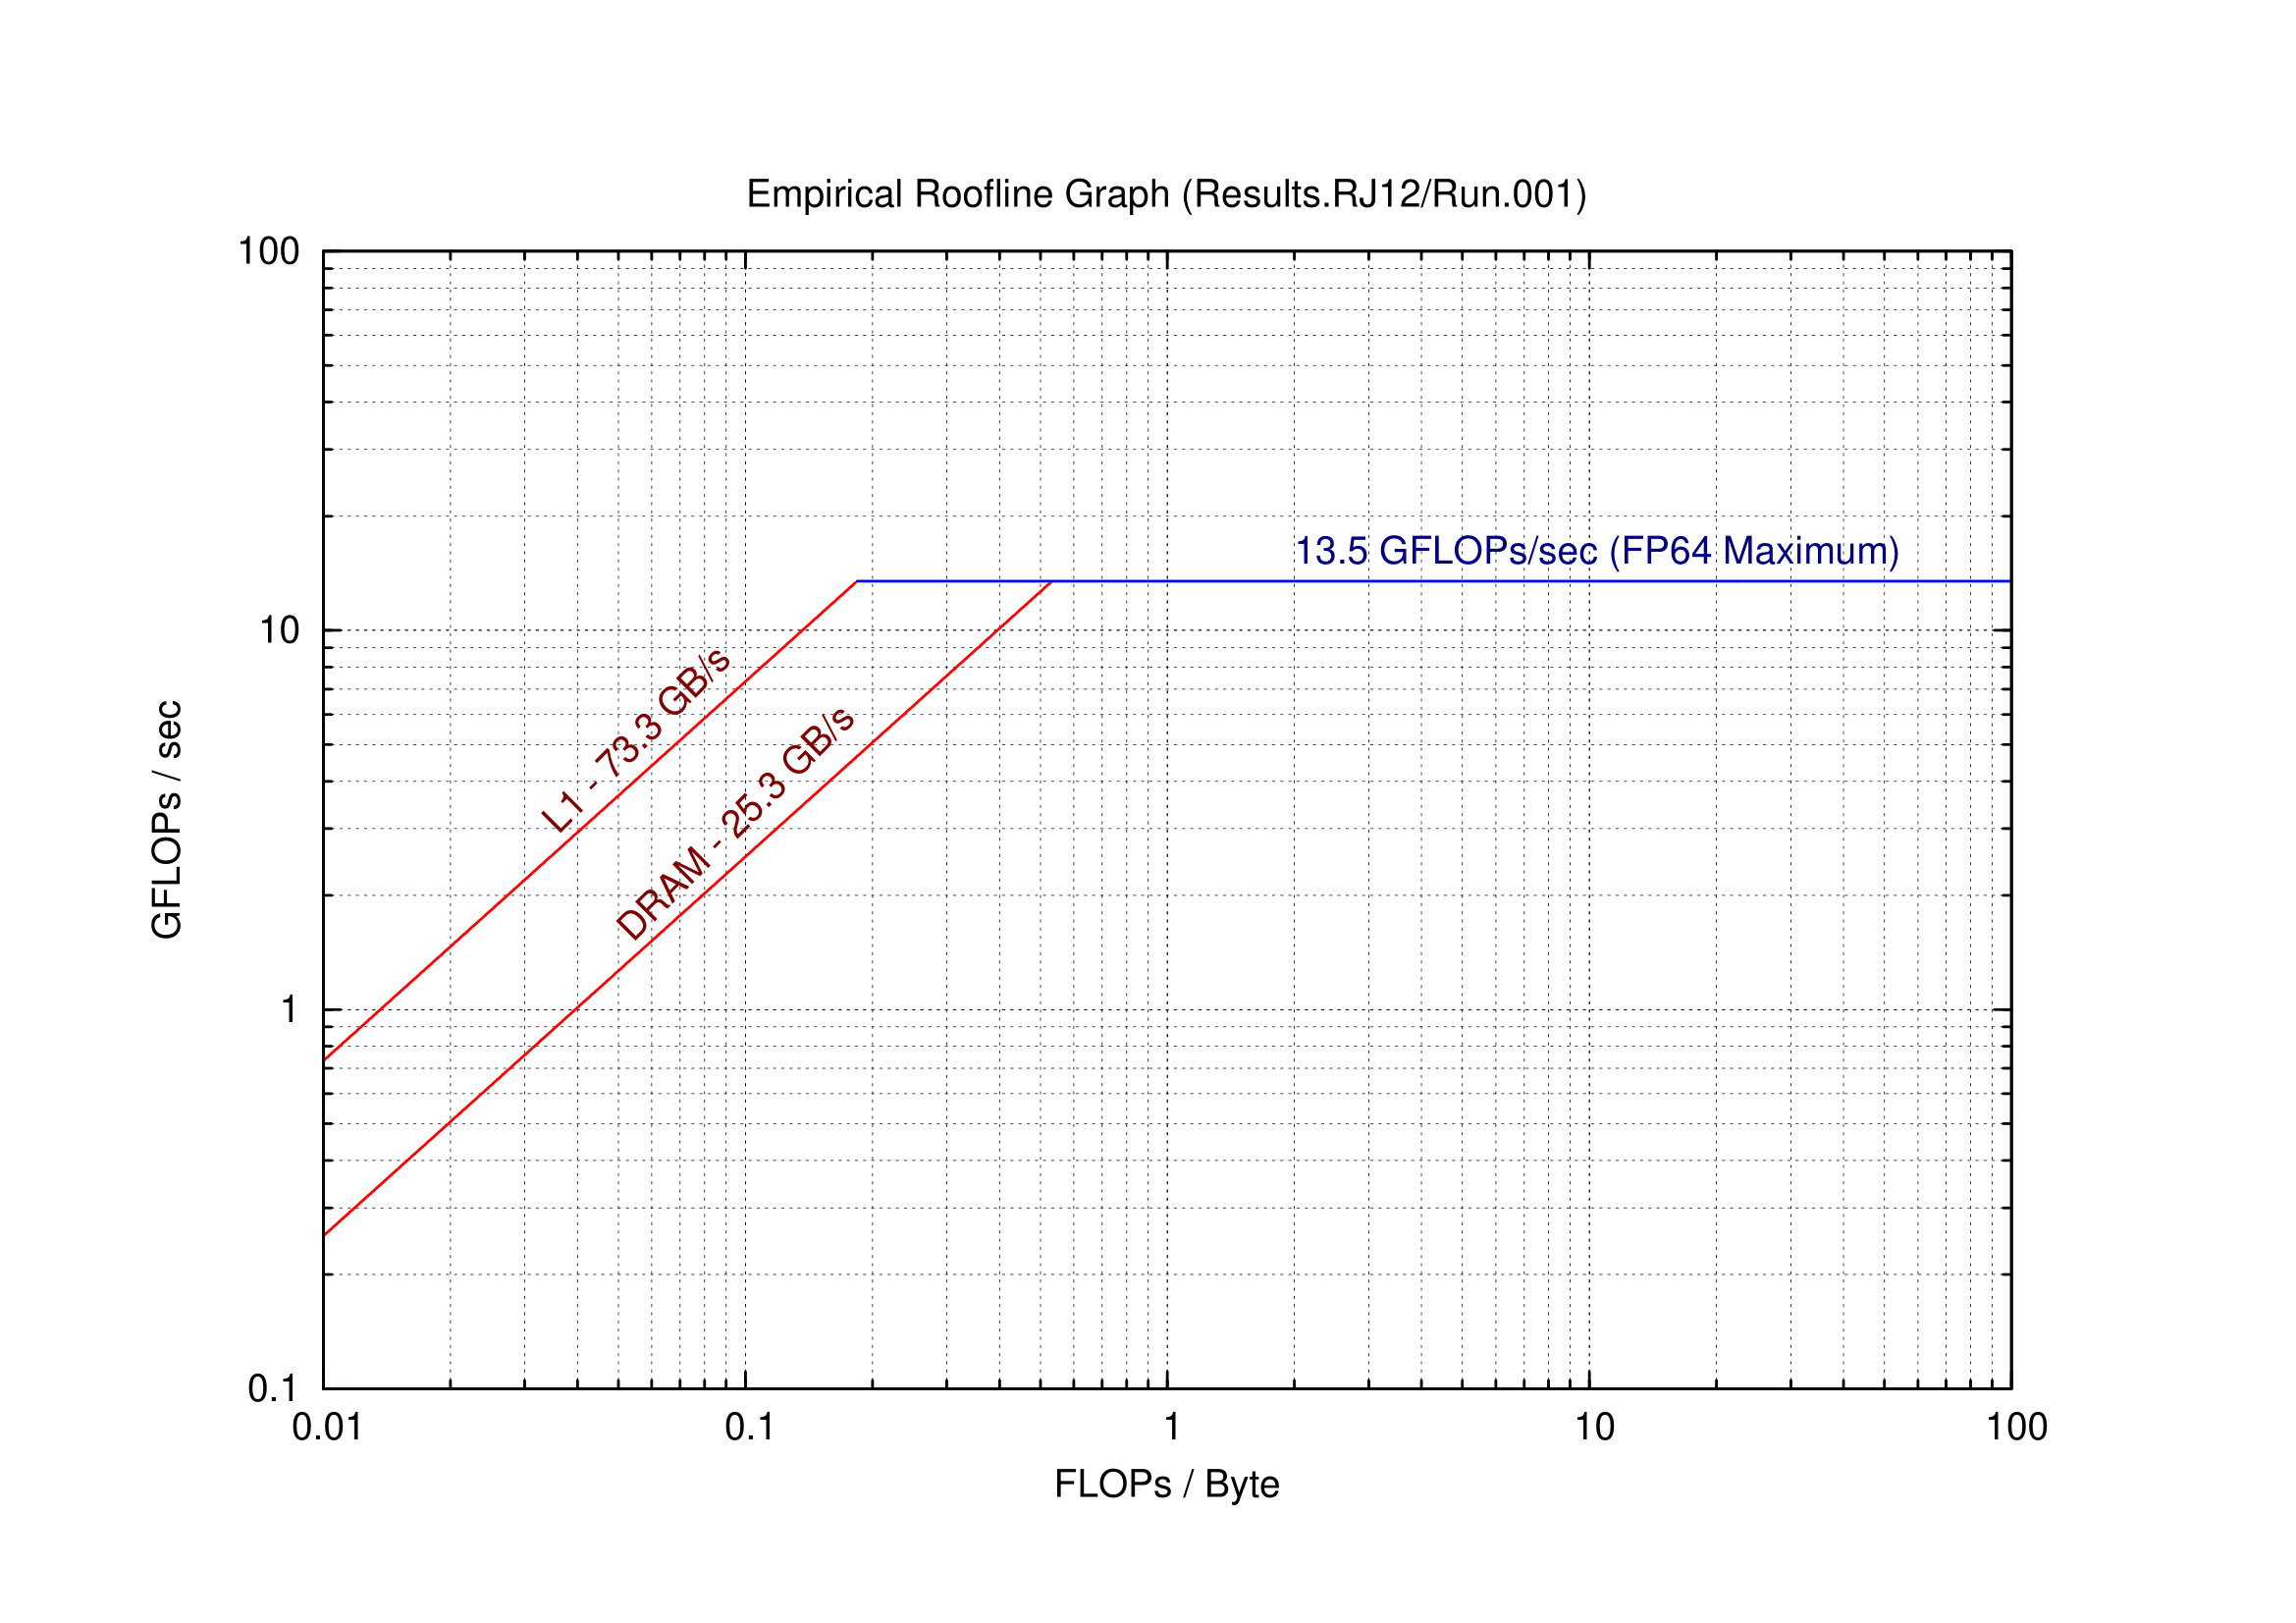 Empirical Roofline Graph (Results.RJ12/Run.001)
100
10
1
0.1
GFLOPs / sec
13.5 GFLOPs/sec (FP64 Maximum)
L1 - 73.3 GB/s
DRAM - 25.3 GB/s
0.01
0.1
1
10
100
FLOPs / Byte